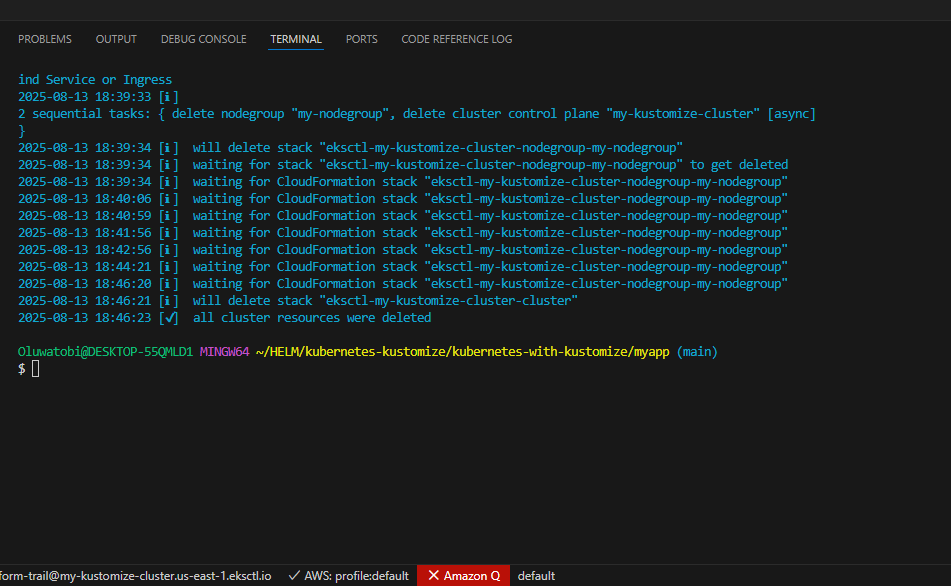 PROBLEMS OUTPUT DEBUG CONSOLE TERMINAL PORTS CODE REFERENCE LOG
ind Service or Ingress
2025-08-13 18:39:33 [ℹ]
2 sequential tasks: { delete nodegroup "my-nodegroup", delete cluster control plane "my-kustomize-cluster" [async]
}
2025-08-13 18:39:34 [ℹ]  will delete stack "eksctl-my-kustomize-cluster-nodegroup-my-nodegroup"
2025-08-13 18:39:34 [ℹ]  waiting for stack "eksctl-my-kustomize-cluster-nodegroup-my-nodegroup" to get deleted
2025-08-13 18:39:34 [ℹ]  waiting for CloudFormation stack "eksctl-my-kustomize-cluster-nodegroup-my-nodegroup"
2025-08-13 18:40:06 [ℹ]  waiting for CloudFormation stack "eksctl-my-kustomize-cluster-nodegroup-my-nodegroup"
2025-08-13 18:40:59 [ℹ]  waiting for CloudFormation stack "eksctl-my-kustomize-cluster-nodegroup-my-nodegroup"
2025-08-13 18:41:56 [ℹ]  waiting for CloudFormation stack "eksctl-my-kustomize-cluster-nodegroup-my-nodegroup"
2025-08-13 18:42:56 [ℹ]  waiting for CloudFormation stack "eksctl-my-kustomize-cluster-nodegroup-my-nodegroup"
2025-08-13 18:44:21 [ℹ]  waiting for CloudFormation stack "eksctl-my-kustomize-cluster-nodegroup-my-nodegroup"
2025-08-13 18:46:20 [ℹ]  waiting for CloudFormation stack "eksctl-my-kustomize-cluster-nodegroup-my-nodegroup"
2025-08-13 18:46:21 [ℹ]  will delete stack "eksctl-my-kustomize-cluster-cluster"
2025-08-13 18:46:23 [✔]  all cluster resources were deleted
Oluwatobi@DESKTOP-55QMLD1 MINGW64 ~/HELM/kubernetes-kustomize/kubernetes-with-kustomize/myapp (main)
$
form-trail@my-kustomize-cluster.us-east-1.eksctl.io ✓ AWS: profile:default ✕ Amazon Q default